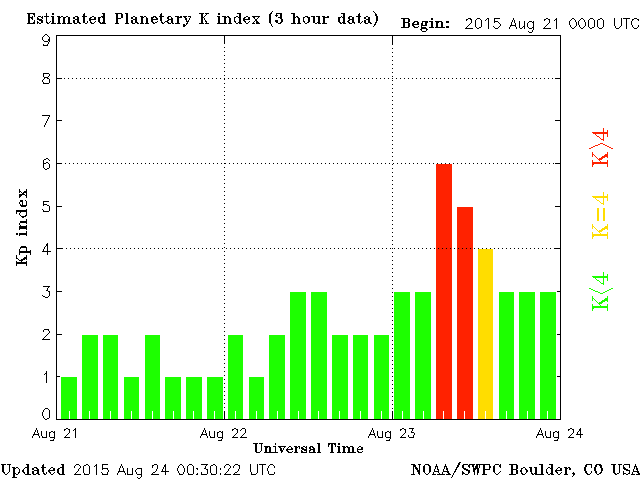 Estimated Planetary K index (3 hour data) Begin: 2015 Aug 21 0000 UTC
9
8
7
6
5
4
3
2
1
0
Kp index
K>4
K=4
K<4
Aug 21 Aug 22 Aug 23 Aug 24
Universal Time
Updated 2015 Aug 24 00:30:22 UTC NOAA/SWPC Boulder, CO USA